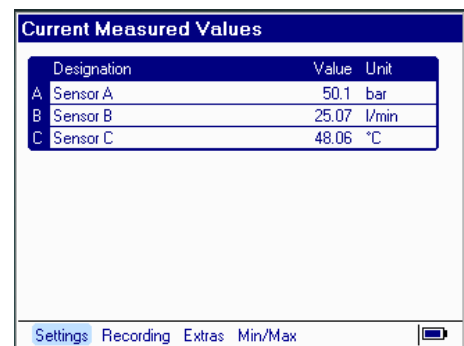 Current Measured Values
Designation Value Unit
A Sensor A 50.1 bar
B Sensor B 25.07 l/min
C Sensor C 48.06 °C
Settings Recording Extras Min/Max